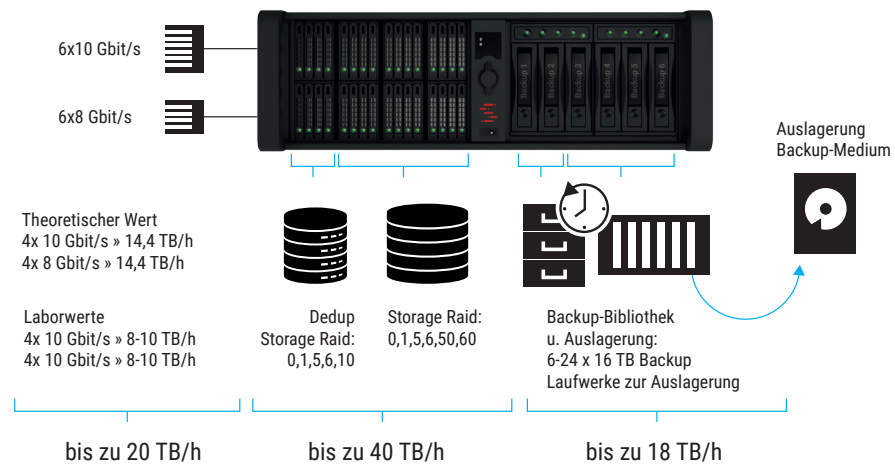 6x10 Gbit/s
6x8 Gbit/s
Backup 1
Backup 2
Backup 3
Backup 4
Backup 5
Backup 6
Auslagerung
Backup-Medium
Theoretischer Wert
4x 10 Gbit/s » 14,4 TB/h
4x 8 Gbit/s » 14,4 TB/h
Laborwerte
4x 10 Gbit/s » 8-10 TB/h
4x 10 Gbit/s » 8-10 TB/h
Dedup
Storage Raid:
0,1,5,6,10
Storage Raid:
0,1,5,6,50,60
Backup-Bibliothek
u. Auslagerung:
6-24 x 16 TB Backup
Laufwerke zur Auslagerung
bis zu 20 TB/h
bis zu 40 TB/h
bis zu 18 TB/h